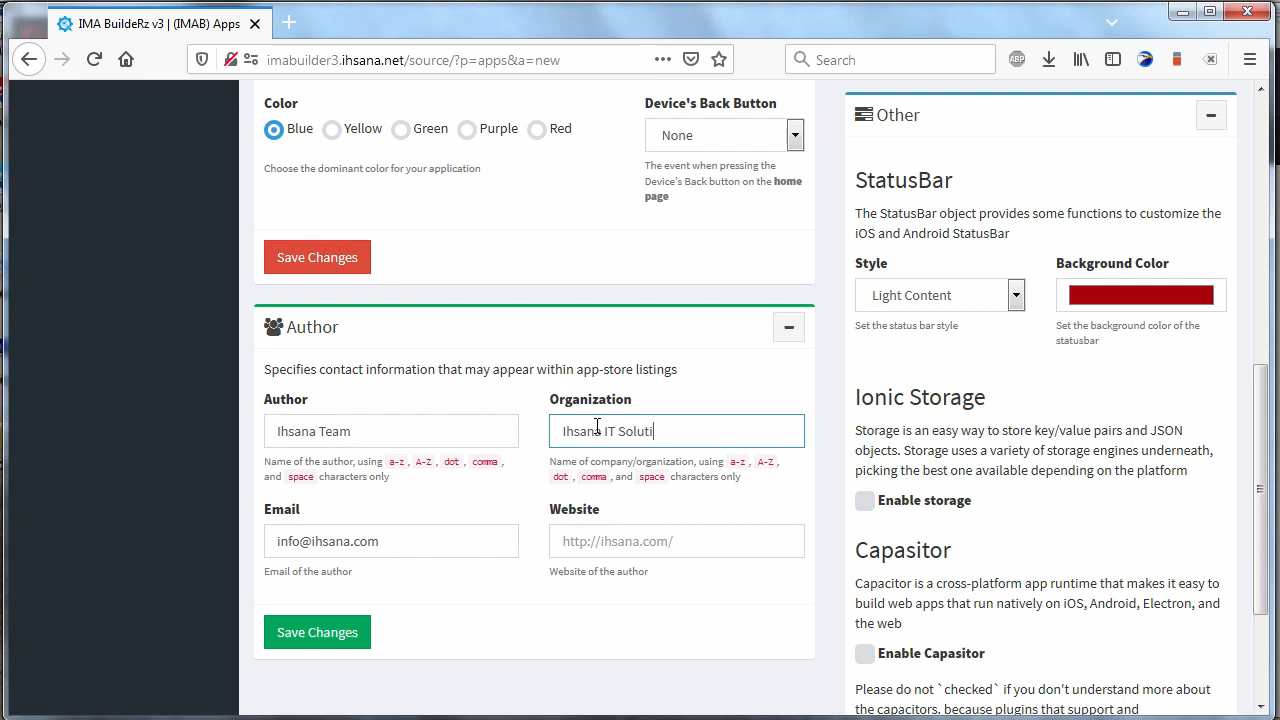 IMA BuildeRz v3 | (IMAB) Apps
imabuilder3.ihsana.net/source/?p=apps&a=new
Search
ABP
Color
Blue Yellow Green Purple Red
Choose the dominant color for your application
Device's Back Button
None
The event when pressing the
Device's Back button on the home
page
Save Changes
Author
Specifies contact information that may appear within app-store listings
Author
Ihsana Team
Name of the author, using a-z, A-Z, dot, comma,
and space characters only
Organization
Ihsana IT Soluti
Name of company/organization, using a-z, A-Z,
dot, comma, and space characters only
Email
info@ihsana.com
Email of the author
Website
http://ihsana.com/
Website of the author
Save Changes
Other
StatusBar
The StatusBar object provides some functions to customize the
iOS and Android StatusBar
Style
Light Content
Set the status bar style
Background Color
Set the background color of the
statusbar
Ionic Storage
Storage is an easy way to store key/value pairs and JSON
objects. Storage uses a variety of storage engines underneath,
picking the best one available depending on the platform
Enable storage
Capasitor
Capacitor is a cross-platform app runtime that makes it easy to
build web apps that run natively on iOS, Android, Electron, and
the web
Enable Capasitor
Please do not `checked` if you don't understand more about
the capacitors, because plugins that support and